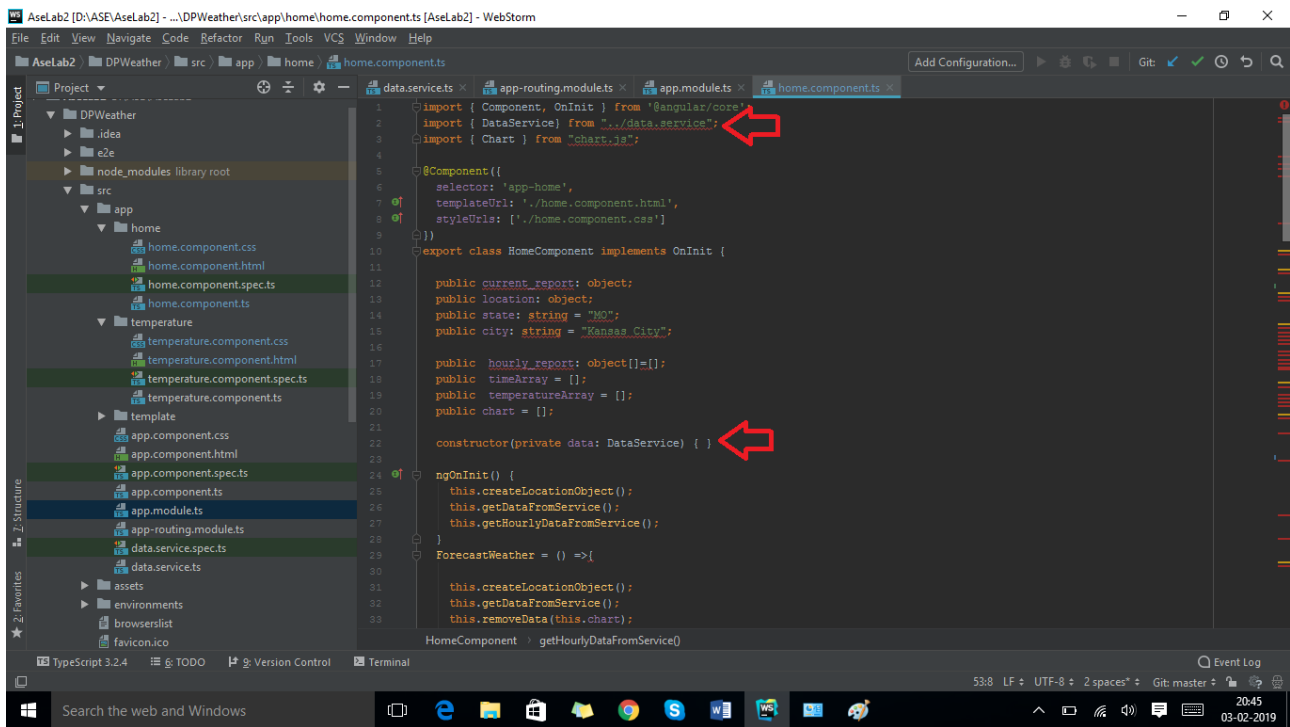 AseLab2 [D:\ASE\AseLab2] - ...\DPWeather\src\app\home\home.component.ts [AseLab2] - WebStorm
File Edit View Navigate Code Refactor Run Tools VCS Window Help
AseLab2 DPWeather src app home home.component.ts Add Configuration... Git:
Project data.service.ts app-routing.module.ts app.module.ts home.component.ts
1: Project
DPWeather
.idea
e2e
node_modules library root
src
app
home
home.component.css
home.component.html
home.component.spec.ts
home.component.ts
temperature
temperature.component.css
temperature.component.html
temperature.component.spec.ts
temperature.component.ts
template
app.component.css
app.component.html
app.component.spec.ts
app.component.ts
app.module.ts
app-routing.module.ts
data.service.spec.ts
data.service.ts
assets
environments
browserslist
favicon.ico
7: Structure
2: Favorites
1 import { Component, OnInit } from '@angular/core';
2 import { DataService} from "../data.service";
3 import { Chart } from "chart.js";
4
5 @Component({
6 selector: 'app-home',
7 templateUrl: './home.component.html',
8 styleUrls: ['./home.component.css']
9 })
10 export class HomeComponent implements OnInit {
11
12 public current_report: object;
13 public location: object;
14 public state: string = "MO";
15 public city: string = "Kansas City";
16
17 public hourly_report: object[]=[];
18 public timeArray = [];
19 public temperatureArray = [];
20 public chart = [];
21
22 constructor(private data: DataService) { }
23
24 ngOnInit() {
25 this.createLocationObject();
26 this.getDataFromService();
27 this.getHourlyDataFromService();
28 }
29 ForecastWeather = () =>{
30
31 this.createLocationObject();
32 this.getDataFromService();
33 this.removeData(this.chart);
HomeComponent getHourlyDataFromService()
TypeScript 3.2.4 6: TODO 9: Version Control Terminal Event Log
53:8 LF UTF-8 2 spaces* Git: master
Search the web and Windows
20:45
03-02-2019